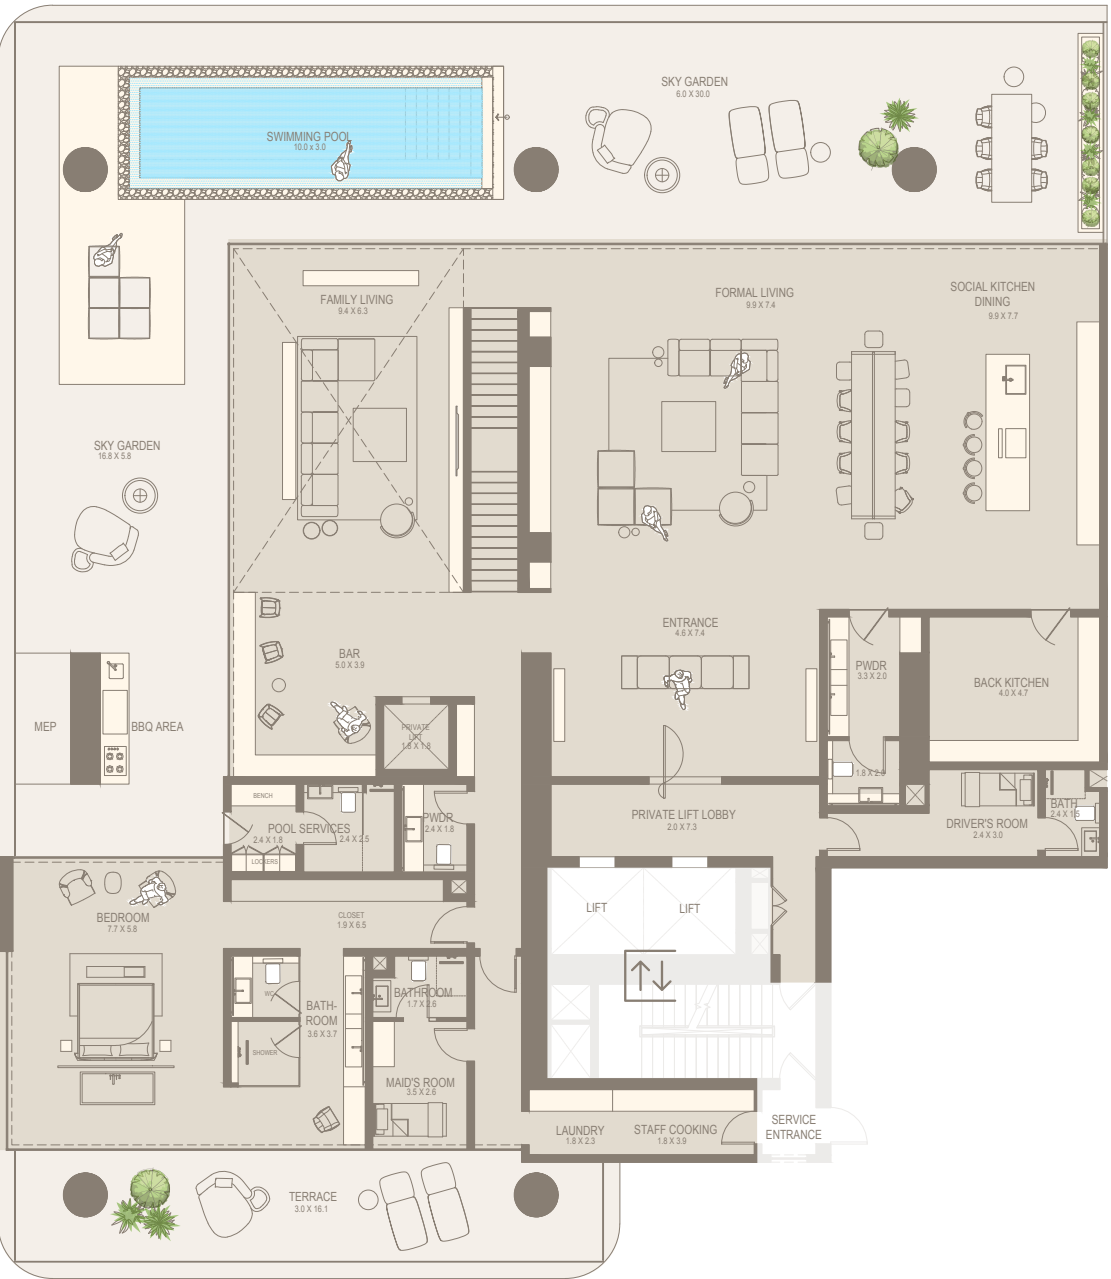 SKY GARDEN
6.0 X 30.0
SWIMMING POOL
10.0 x 3.0
FAMILY LIVING
9.4 X 6.3
FORMAL LIVING
9.9 X 7.4
SOCIAL KITCHEN
DINING
9.9 X 7.7
SKY GARDEN
16.8 X 5.8
ENTRANCE
4.6 X 7.4
BAR
5.0 X 3.9
PWDR
3.3 X 2.0
BACK KITCHEN
4.0 X 4.7
MEP
BBQ AREA
PRIVATE
LIFT
1.8 X 1.8
BENCH
POOL SERVICES
2.4 X 1.8
2.4 X 2.5
LOCKERS
PWDR
2.4 X 1.8
PRIVATE LIFT LOBBY
2.0 X 7.3
DRIVER'S ROOM
2.4 X 3.0
BATH
2.4 X 1.5
BEDROOM
7.7 X 5.8
CLOSET
1.9 X 6.5
LIFT
LIFT
WC
BATH-
ROOM
3.6 X 3.7
SHOWER
BATHROOM
1.7 X 2.6
MAID'S ROOM
3.5 X 2.6
LAUNDRY
1.8 X 2.3
STAFF COOKING
1.8 X 3.9
SERVICE
ENTRANCE
TERRACE
3.0 X 16.1